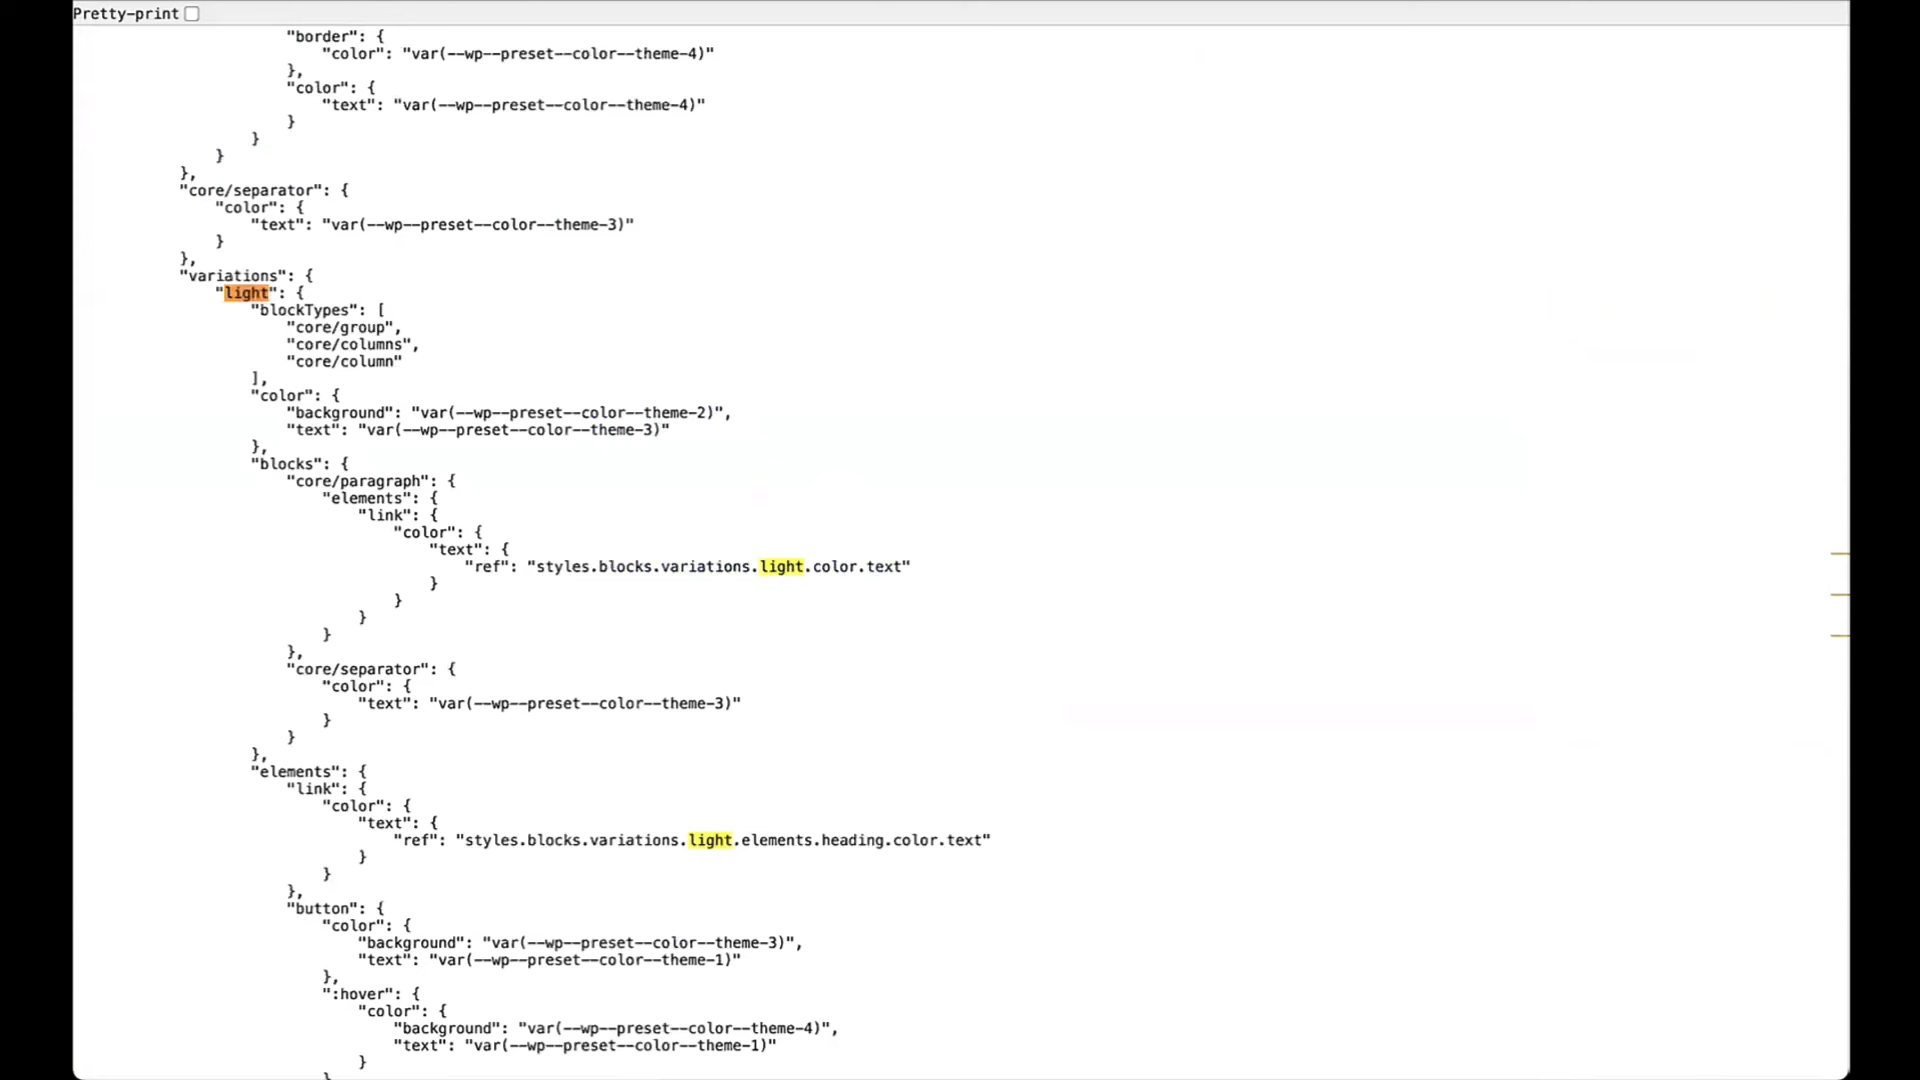 Pretty-print
"border": {
"color": "var(--wp--preset--color--theme-4)"
},
"color": {
"text": "var(--wp--preset--color--theme-4)"
}
}
}
},
"core/separator": {
"color": {
"text": "var(--wp--preset--color--theme-3)"
}
},
"variations": {
"light": {
"blockTypes": [
"core/group",
"core/columns",
"core/column"
],
"color": {
"background": "var(--wp--preset--color--theme-2)",
"text": "var(--wp--preset--color--theme-3)"
},
"blocks": {
"core/paragraph": {
"elements": {
"link": {
"color": {
"text": {
"ref": "styles.blocks.variations.light.color.text"
}
}
}
}
},
"core/separator": {
"color": {
"text": "var(--wp--preset--color--theme-3)"
}
}
},
"elements": {
"link": {
"color": {
"text": {
"ref": "styles.blocks.variations.light.elements.heading.color.text"
}
}
},
"button": {
"color": {
"background": "var(--wp--preset--color--theme-3)",
"text": "var(--wp--preset--color--theme-1)"
},
":hover": {
"color": {
"background": "var(--wp--preset--color--theme-4)",
"text": "var(--wp--preset--color--theme-1)"
}
}